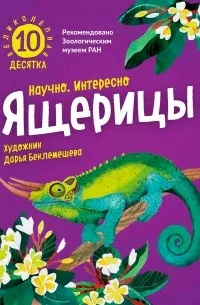 ВЕЛИКОЛЕПНАЯ
10
ДЕСЯТКА
Рекомендовано
Зоологическим
музеем РАН
Научно. Интересно
Ящерицы
Художник
Дарья Беклемешева